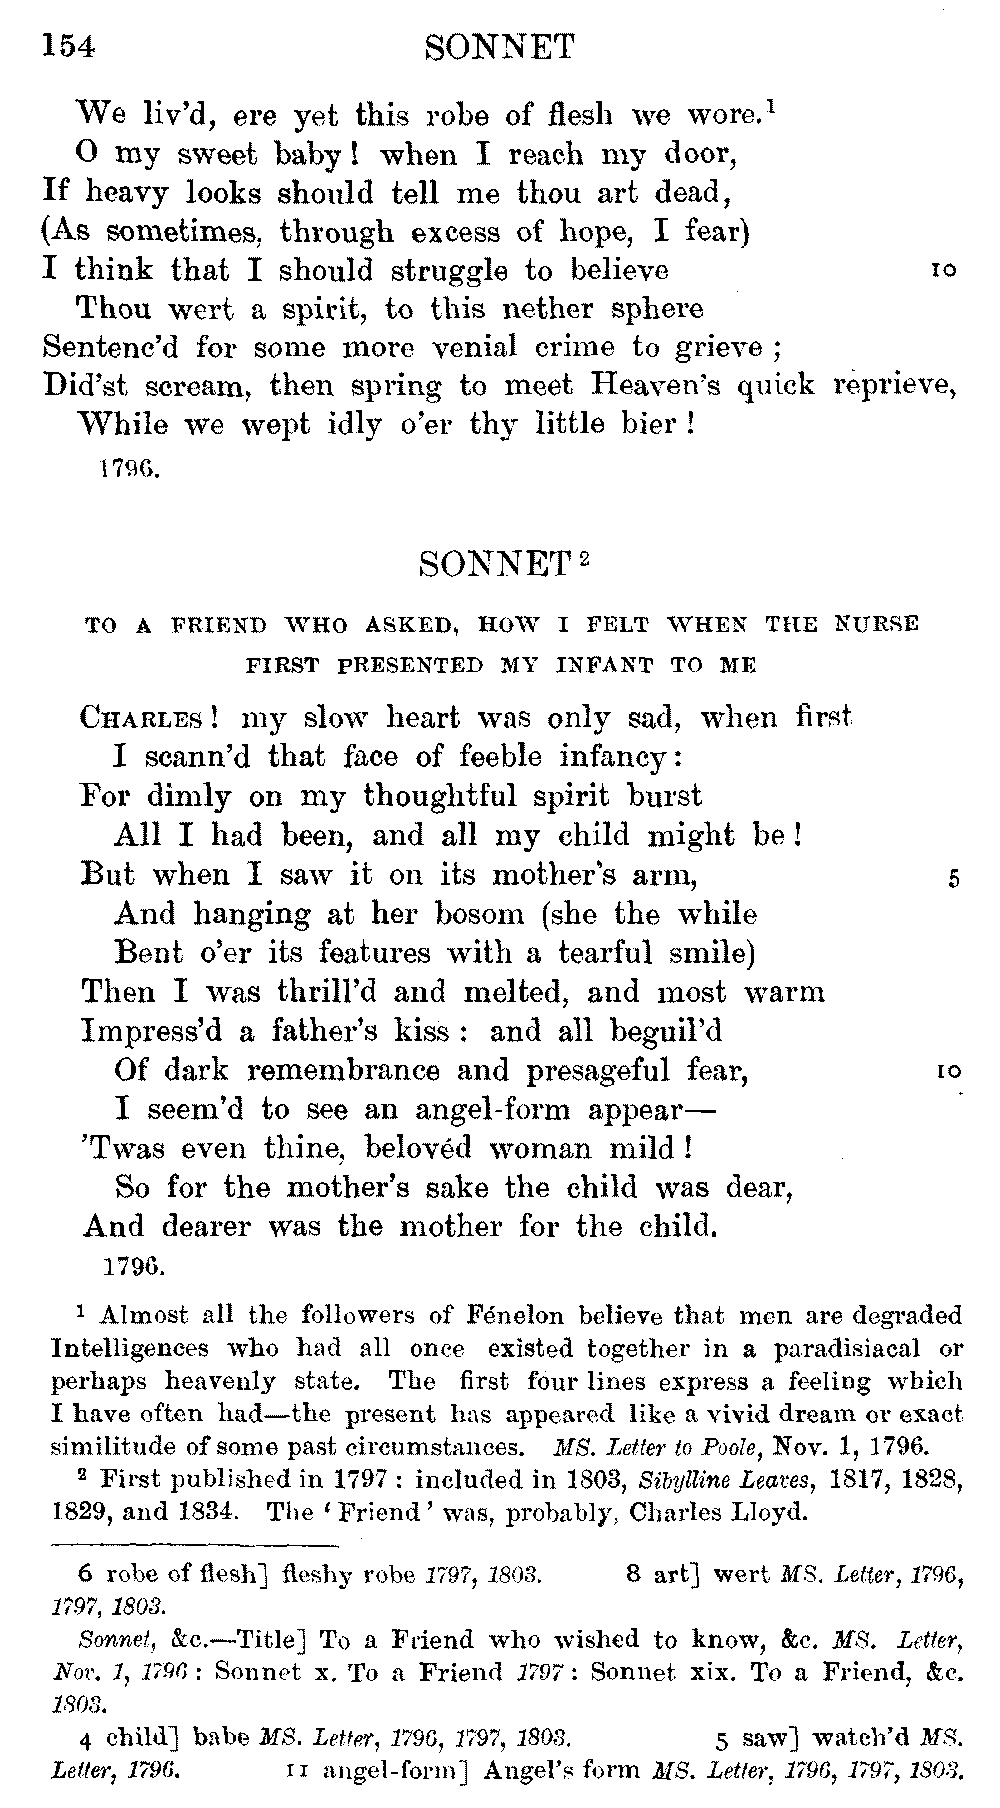 154 SONNET
We liv'd, ere yet this robe of flesh we wore.¹
O my sweet baby! when I reach my door,
If heavy looks should tell me thou art dead,
(As sometimes, through excess of hope, I fear)
I think that I should struggle to believe 10
Thou wert a spirit, to this nether sphere
Sentenc'd for some more venial crime to grieve;
Did'st scream, then spring to meet Heaven's quick reprieve,
While we wept idly o'er thy little bier!
1796.
SONNET ²
TO A FRIEND WHO ASKED, HOW I FELT WHEN THE NURSE
FIRST PRESENTED MY INFANT TO ME
CHARLES! my slow heart was only sad, when first
I scann'd that face of feeble infancy:
For dimly on my thoughtful spirit burst
All I had been, and all my child might be!
But when I saw it on its mother's arm, 5
And hanging at her bosom (she the while
Bent o'er its features with a tearful smile)
Then I was thrill'd and melted, and most warm
Impress'd a father's kiss: and all beguil'd
Of dark remembrance and presageful fear, 10
I seem'd to see an angel-form appear—
'Twas even thine, belovéd woman mild!
So for the mother's sake the child was dear,
And dearer was the mother for the child.
1796.
¹ Almost all the followers of Fénelon believe that men are degraded
Intelligences who had all once existed together in a paradisiacal or
perhaps heavenly state. The first four lines express a feeling which
I have often had—the present has appeared like a vivid dream or exact
similitude of some past circumstances. MS. Letter to Poole, Nov. 1, 1796.
² First published in 1797: included in 1803, Sibylline Leaves, 1817, 1828,
1829, and 1834. The 'Friend' was, probably, Charles Lloyd.
6 robe of flesh] fleshy robe 1797, 1803. 8 art] wert MS. Letter, 1796,
1797, 1803.
Sonnet, &c.—Title] To a Friend who wished to know, &c. MS. Letter,
Nov. 1, 1796: Sonnet x. To a Friend 1797: Sonnet xix. To a Friend, &c.
1803.
4 child] babe MS. Letter, 1796, 1797, 1803. 5 saw] watch'd MS.
Letter, 1796. 11 angel-form] Angel's form MS. Letter, 1796, 1797, 1803.